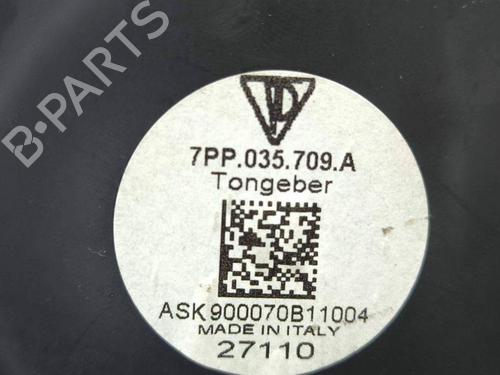 B-PARTS
7PP.035.709.A
Tongeber
ASK900070B11004
MADE IN ITALY
27110